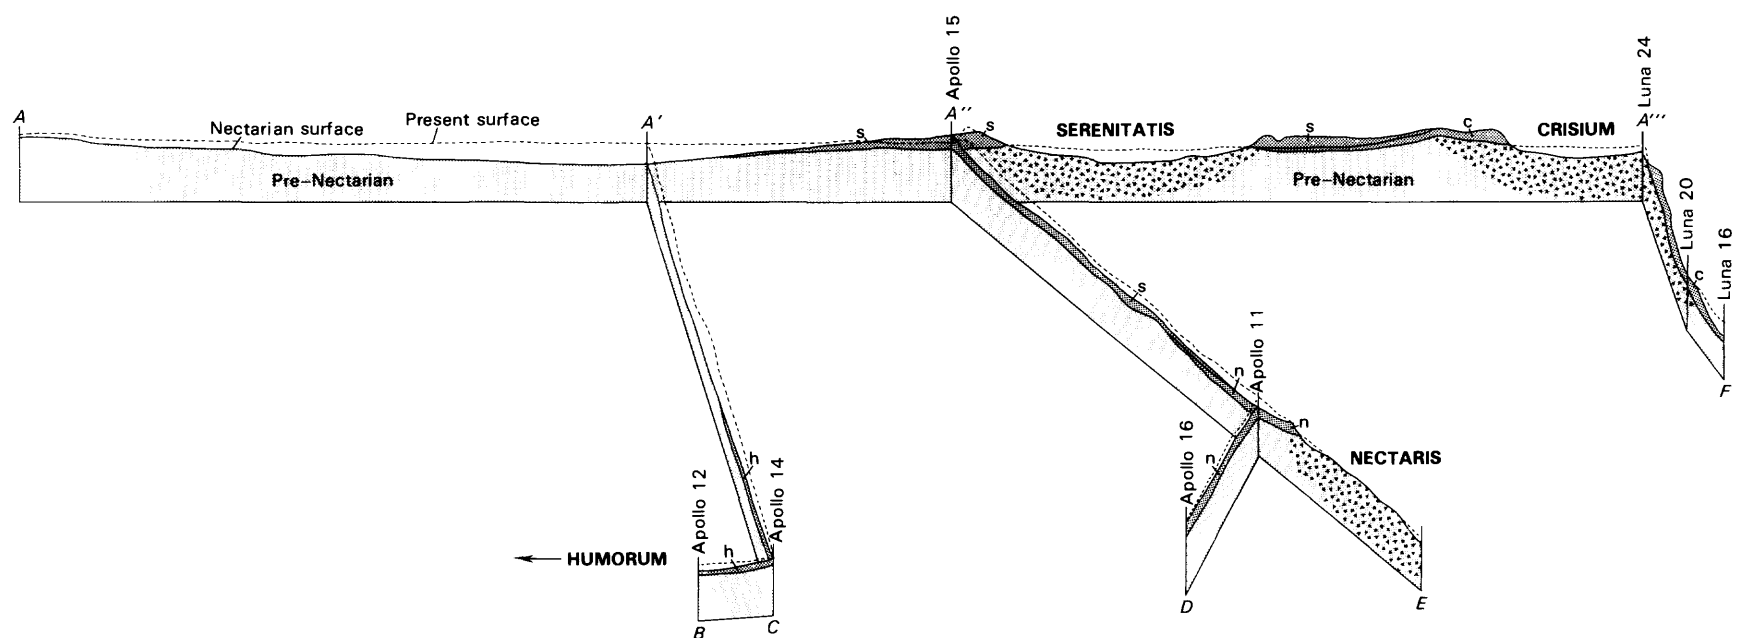 Apollo 15
Luna 24
A
A'
A''
A'''
Nectarian surface
Present surface
s
s
SERENITATIS
s
c
CRISIUM
Pre–Nectarian
Pre–Nectarian
Luna 20
Luna 16
c
s
F
n
Apollo 11
n
Apollo 16
n
NECTARIS
h
Apollo 12
Apollo 14
h
HUMORUM
D
E
B
C